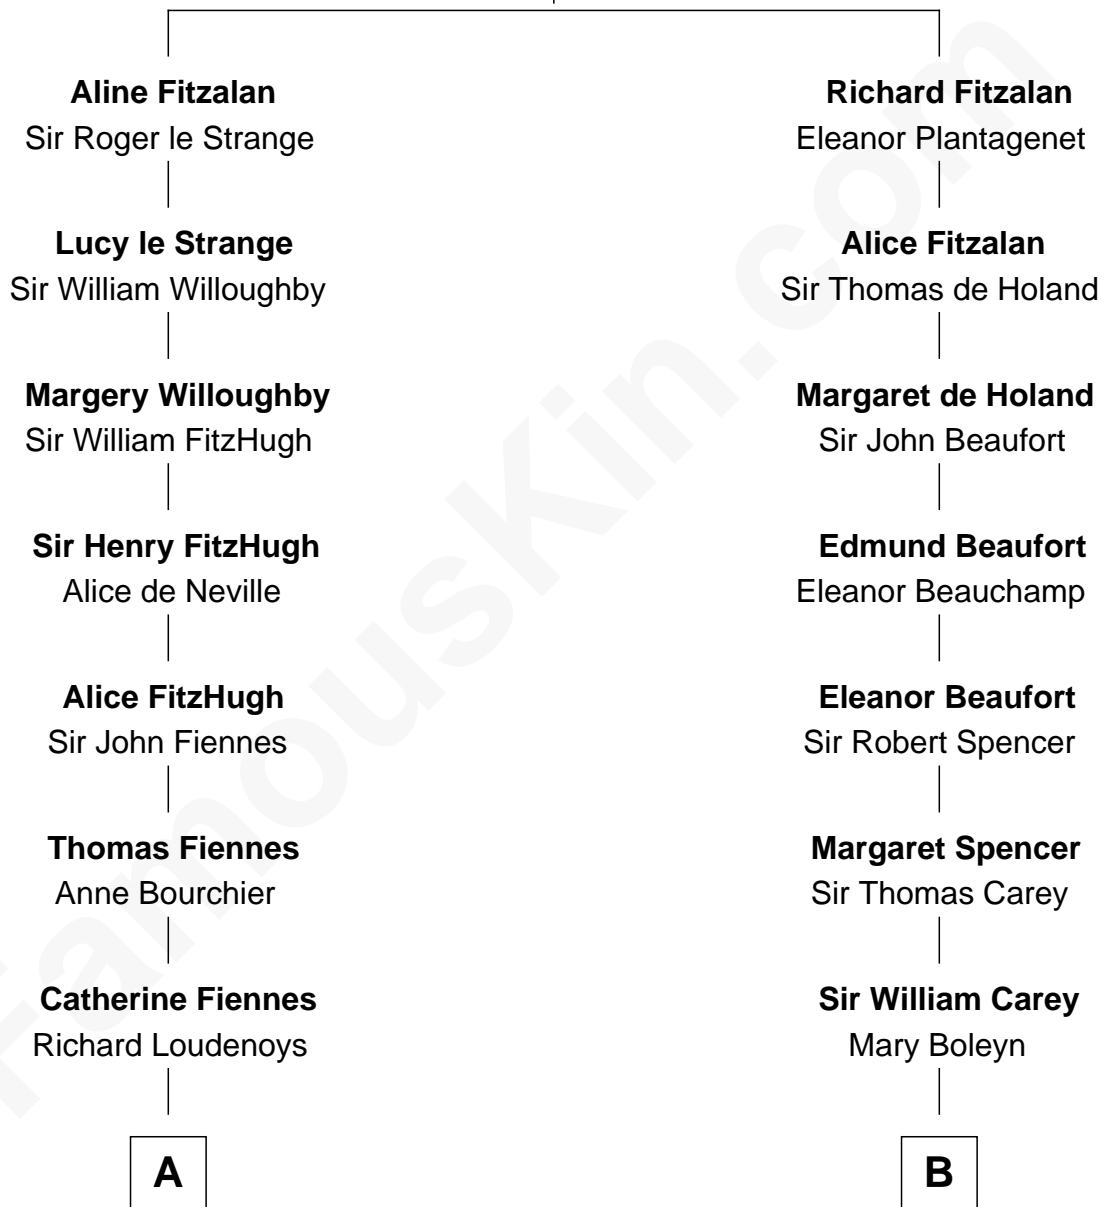 Aline Fitzalan
Sir Roger le Strange
Richard Fitzalan
Eleanor Plantagenet
Lucy le Strange
Sir William Willoughby
Alice Fitzalan
Sir Thomas de Holand
Margery Willoughby
Sir William FitzHugh
Margaret de Holand
Sir John Beaufort
Sir Henry FitzHugh
Alice de Neville
Edmund Beaufort
Eleanor Beauchamp
Alice FitzHugh
Sir John Fiennes
Eleanor Beaufort
Sir Robert Spencer
Thomas Fiennes
Anne Bourchier
Margaret Spencer
Sir Thomas Carey
Catherine Fiennes
Richard Loudenoys
Sir William Carey
Mary Boleyn
A
B
FamousKin.com